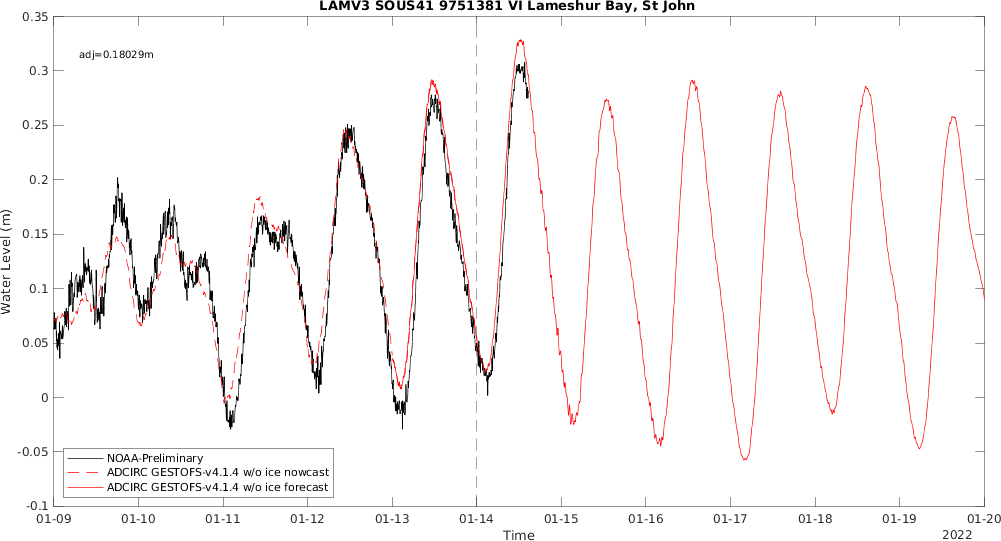 LAMV3 SOUS41 9751381 VI Lameshur Bay, St John
adj=0.18029m
Water Level (m)
0.35
0.3
0.25
0.2
0.15
0.1
0.05
0
-0.05
-0.1
NOAA-Preliminary
ADCIRC GESTOFS-v4.1.4 w/o ice nowcast
ADCIRC GESTOFS-v4.1.4 w/o ice forecast
01-09 01-10 01-11 01-12 01-13 01-14 01-15 01-16 01-17 01-18 01-19 01-20
Time
2022